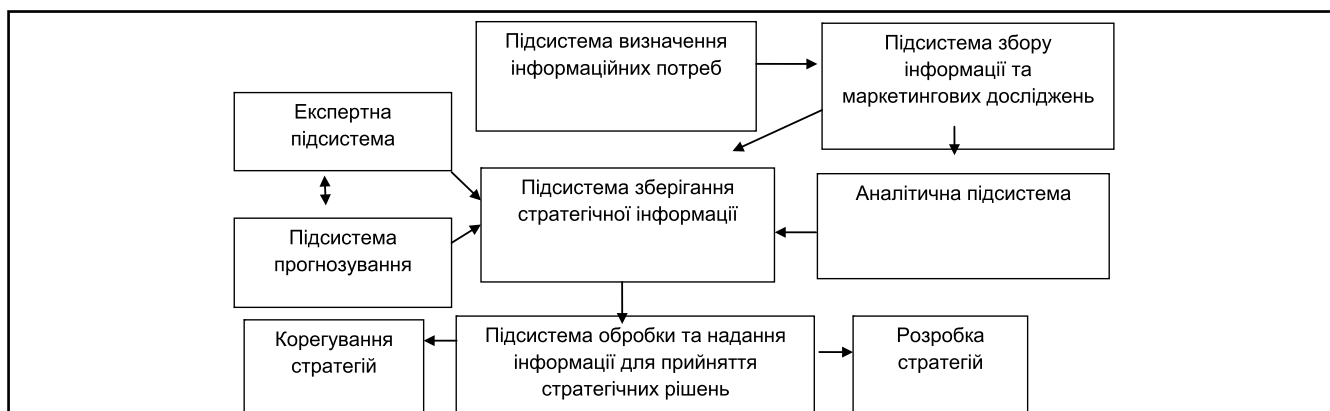 Підсистема визначення
інформаційних потреб
Підсистема збору
інформації та
маркетингових досліджень
Експертна
підсистема
Підсистема зберігання
стратегічної інформації
Аналітична підсистема
Підсистема
прогнозування
Корегування
стратегій
Підсистема обробки та надання
інформації для прийняття
стратегічних рішень
Розробка
стратегій